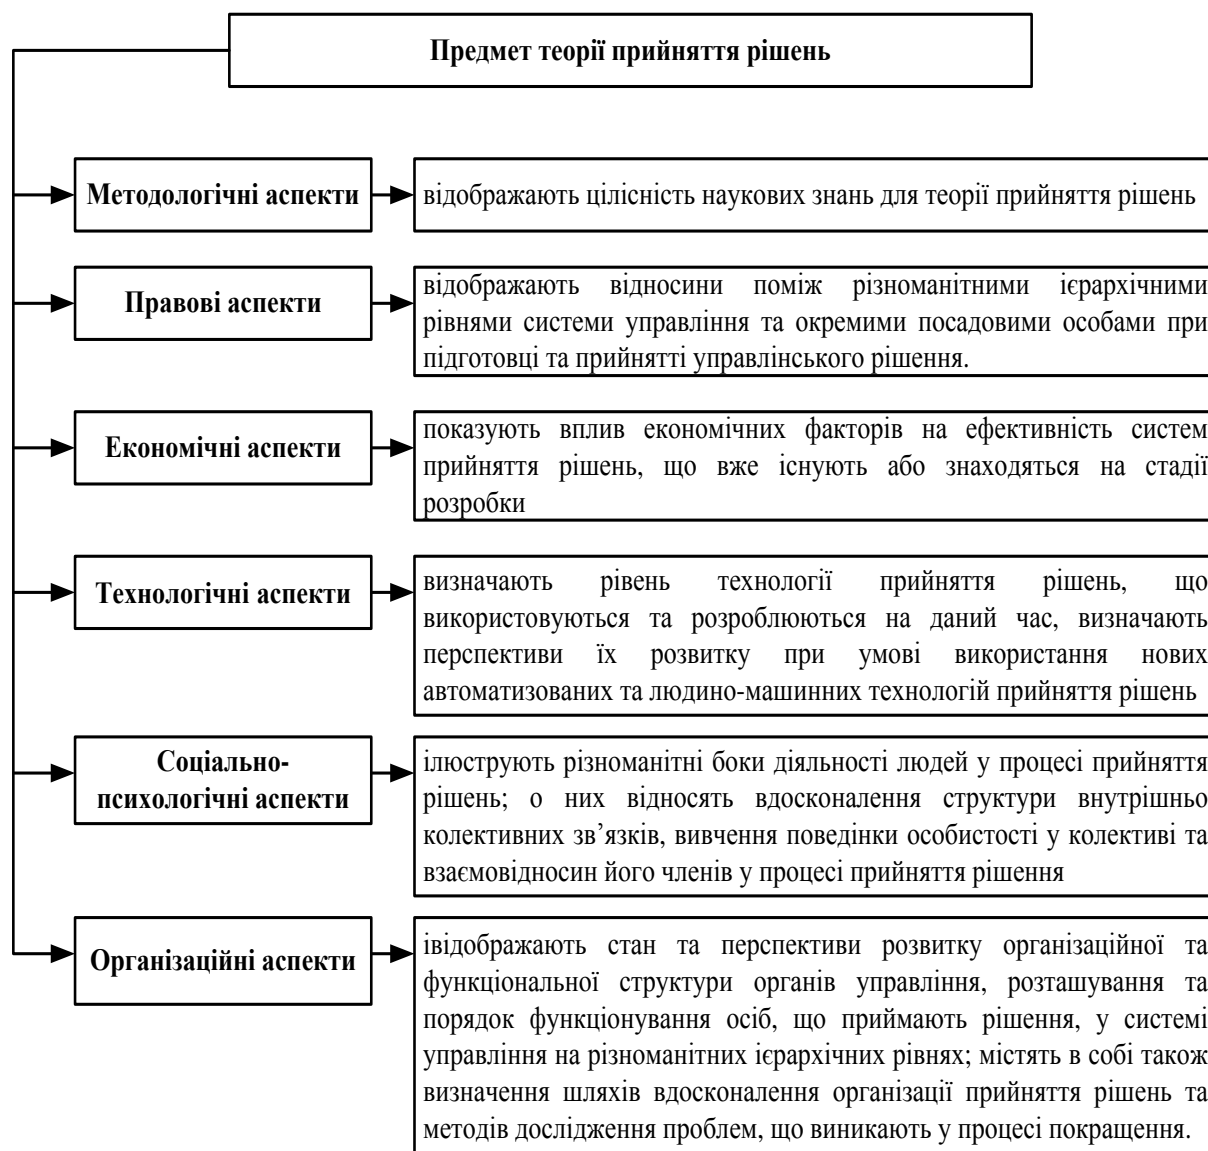 Предмет теорії прийняття рішень
Методологічні аспекти
відображають цілісність наукових знань для теорії прийняття рішень
Правові аспекти
відображають відносини поміж різноманітними ієрархічними
рівнями системи управління та окремими посадовими особами при
підготовці та прийнятті управлінського рішення.
Економічні аспекти
показують вплив економічних факторів на ефективність систем
прийняття рішень, що вже існують або знаходяться на стадії
розробки
Технологічні аспекти
визначають рівень технології прийняття рішень, що
використовуються та розроблюються на даний час, визначають
перспективи їх розвитку при умові використання нових
автоматизованих та людино-машинних технологій прийняття рішень
Соціально-
психологічні аспекти
ілюструють різноманітні боки діяльності людей у процесі прийняття
рішень; о них відносять вдосконалення структури внутрішньо
колективних зв’язків, вивчення поведінки особистості у колективі та
взаємовідносин його членів у процесі прийняття рішення
Організаційні аспекти
івідображають стан та перспективи розвитку організаційної та
функціональної структури органів управління, розташування та
порядок функціонування осіб, що приймають рішення, у системі
управління на різноманітних ієрархічних рівнях; містять в собі також
визначення шляхів вдосконалення організації прийняття рішень та
методів дослідження проблем, що виникають у процесі покращення.